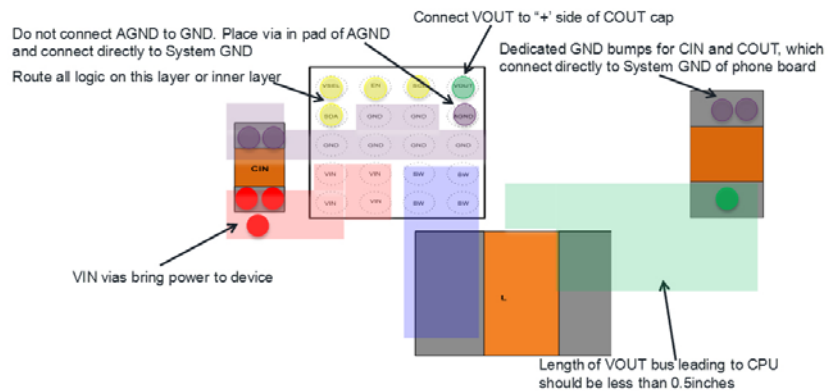 Connect VOUT to “+’ side of COUT cap
Do not connect AGND to GND. Place via in pad of AGND
and connect directly to System GND
Route all logic on this layer or inner layer
Dedicated GND bumps for CIN and COUT, which
connect directly to System GND of phone board
VSEL EN SCL VOUT
SDA GND GND AGND
GND GND GND GND
CIN
VIN VIN BW BW
VIN VIN BW BW
VIN vias bring power to device
L
Length of VOUT bus leading to CPU
should be less than 0.5inches